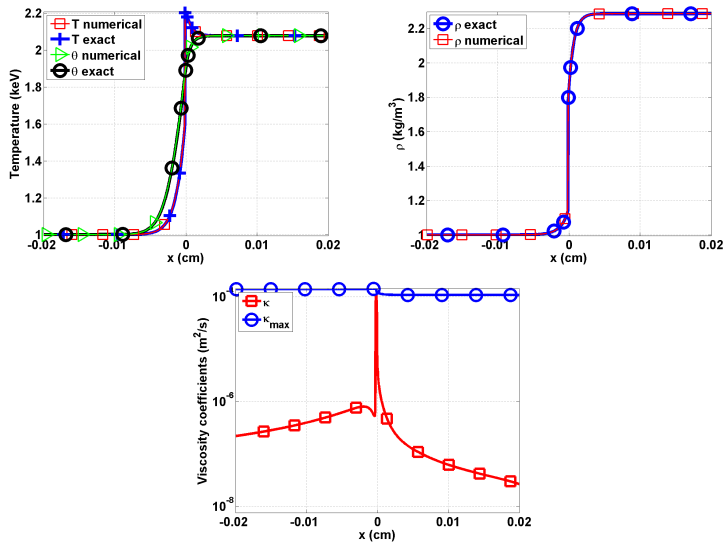 2.2
2
1.8
1.6
1.4
1.2
1
-0.02
-0.01
0
0.01
0.02
x (cm)
Temperature (keV)
T numerical
T exact
θ numerical
θ exact
2.2
2
1.8
1.6
1.4
1.2
1
-0.02
-0.01
0
0.01
0.02
x (cm)
ρ (kg/m³)
ρ exact
ρ numerical
10⁻⁶
10⁻⁸
-0.02
-0.01
0
0.01
0.02
x (cm)
Viscosity coefficients (m²/s)
κ
κmax